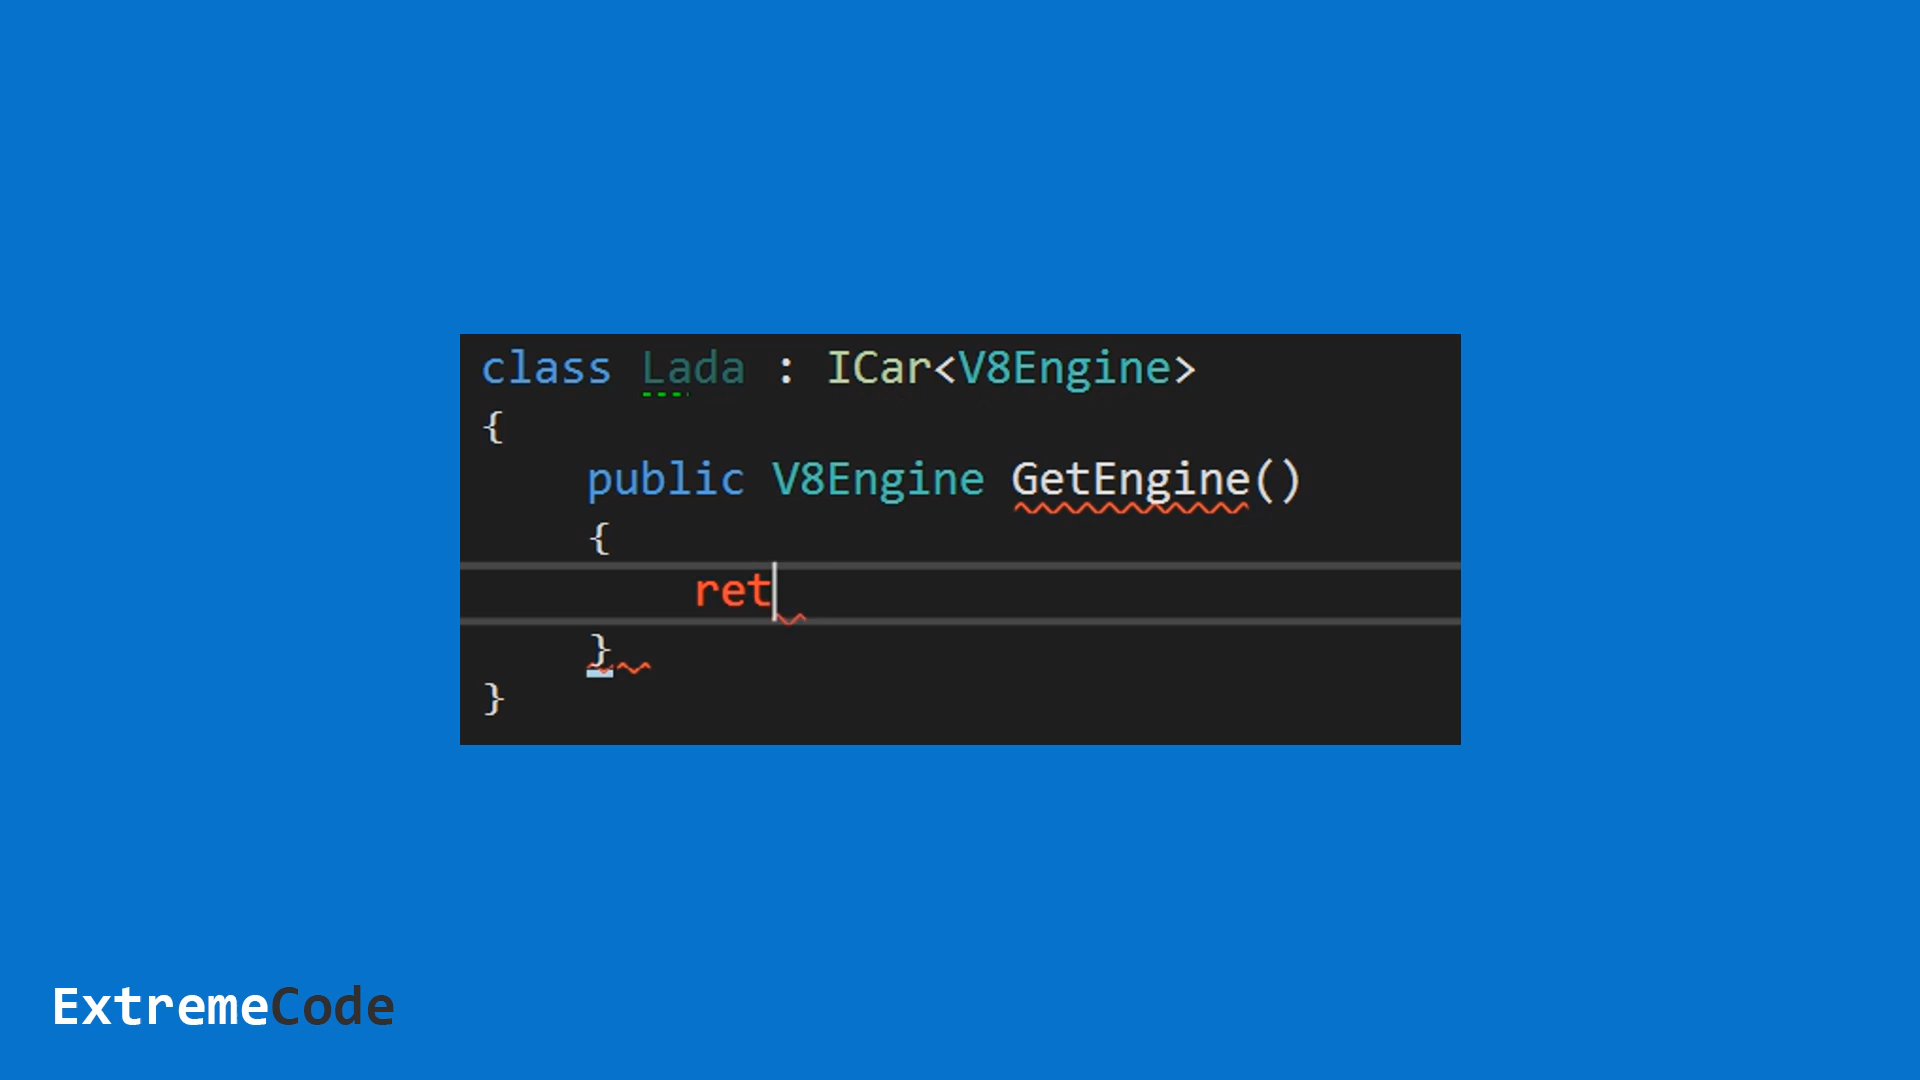 class Lada : ICar<V8Engine>
{
public V8Engine GetEngine()
{
ret
}
}
ExtremeCode